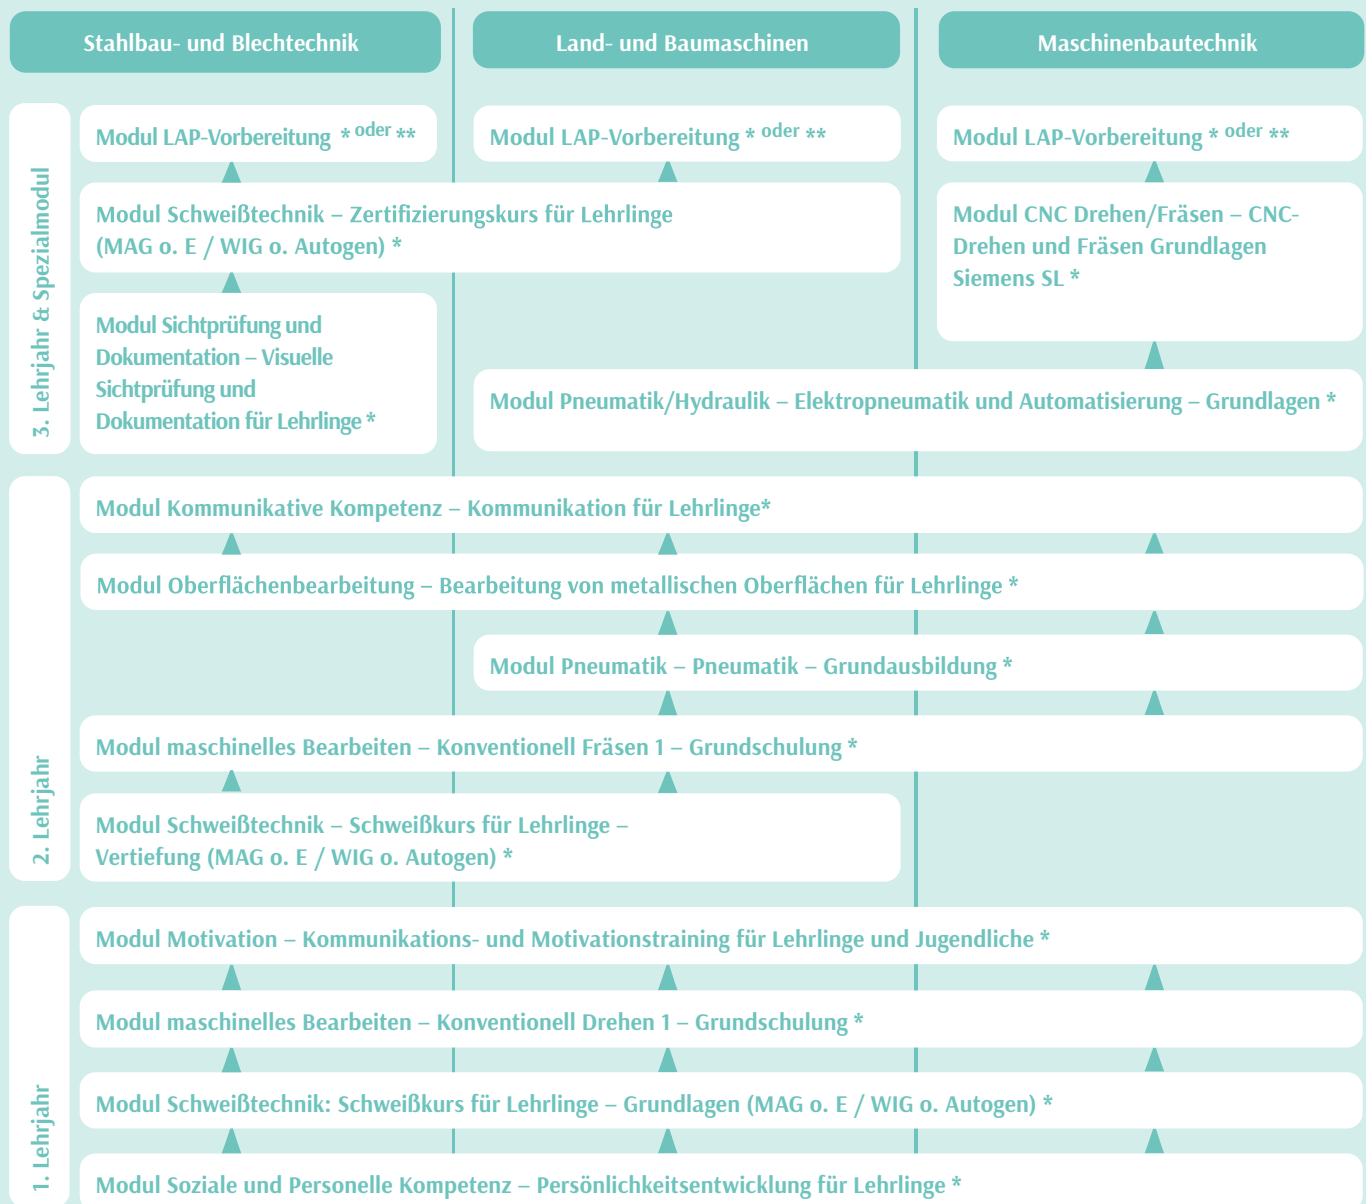 Stahlbau- und Blechtechnik
Land- und Baumaschinen
Maschinenbautechnik
3. Lehrjahr & Spezialmodul
Modul LAP-Vorbereitung * oder **
Modul LAP-Vorbereitung * oder **
Modul LAP-Vorbereitung * oder **
Modul Schweißtechnik – Zertifizierungskurs für Lehrlinge
(MAG o. E / WIG o. Autogen) *
Modul CNC Drehen/Fräsen – CNC-
Drehen und Fräsen Grundlagen
Siemens SL *
Modul Sichtprüfung und
Dokumentation – Visuelle
Sichtprüfung und
Dokumentation für Lehrlinge *
Modul Pneumatik/Hydraulik – Elektropneumatik und Automatisierung – Grundlagen *
2. Lehrjahr
Modul Kommunikative Kompetenz – Kommunikation für Lehrlinge*
Modul Oberflächenbearbeitung – Bearbeitung von metallischen Oberflächen für Lehrlinge *
Modul Pneumatik – Pneumatik – Grundausbildung *
Modul maschinelles Bearbeiten – Konventionell Fräsen 1 – Grundschulung *
Modul Schweißtechnik – Schweißkurs für Lehrlinge –
Vertiefung (MAG o. E / WIG o. Autogen) *
1. Lehrjahr
Modul Motivation – Kommunikations- und Motivationstraining für Lehrlinge und Jugendliche *
Modul maschinelles Bearbeiten – Konventionell Drehen 1 – Grundschulung *
Modul Schweißtechnik: Schweißkurs für Lehrlinge – Grundlagen (MAG o. E / WIG o. Autogen) *
Modul Soziale und Personelle Kompetenz – Persönlichkeitsentwicklung für Lehrlinge *